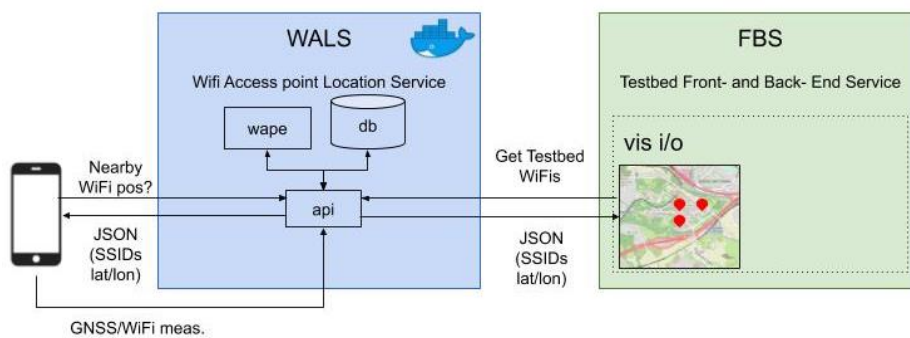 WALS
Wifi Access point Location Service
wape
db
api
Nearby
WiFi pos?
JSON
(SSIDs
lat/lon)
GNSS/WiFi meas.
Get Testbed
WiFis
JSON
(SSIDs
lat/lon)
FBS
Testbed Front- and Back- End Service
vis i/o